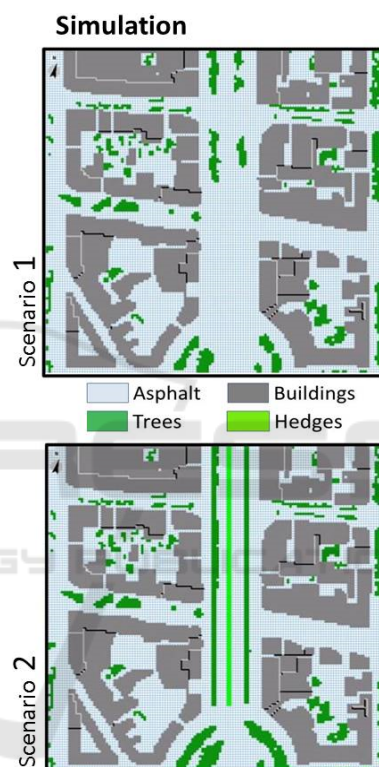 Simulation
Scenario 1
Asphalt Buildings
Trees Hedges
Scenario 2